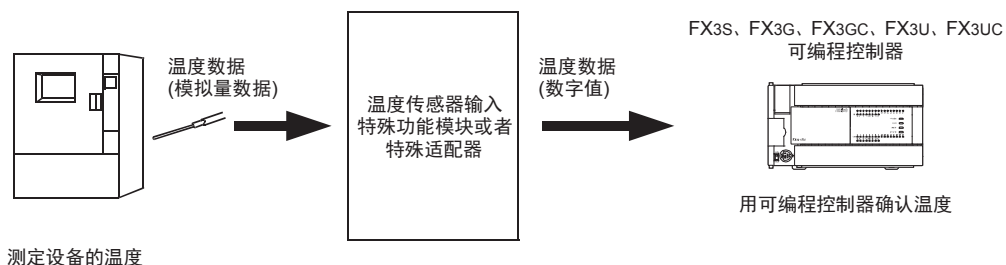 FX3S、FX3G、FX3GC、FX3U、FX3UC
可编程控制器
温度数据
(模拟量数据)
温度传感器输入
特殊功能模块或者
特殊适配器
温度数据
(数字值)
用可编程控制器确认温度
测定设备的温度